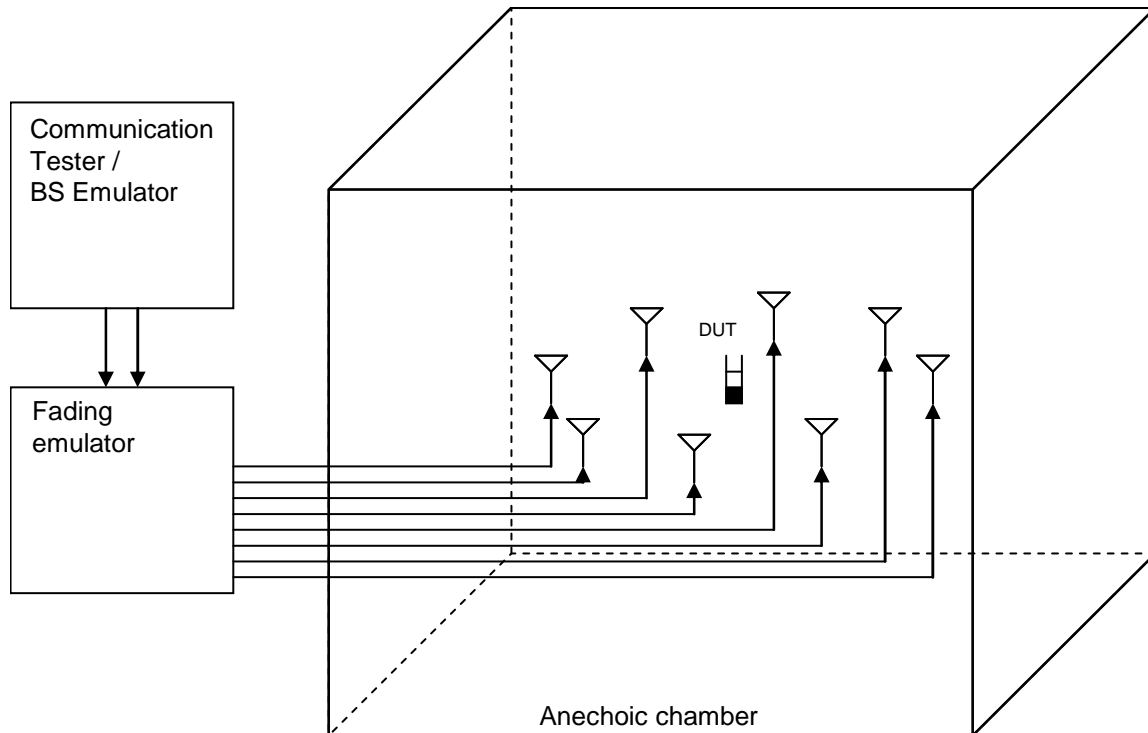 Communication
Tester /
BS Emulator
DUT
Fading
emulator
Anechoic chamber